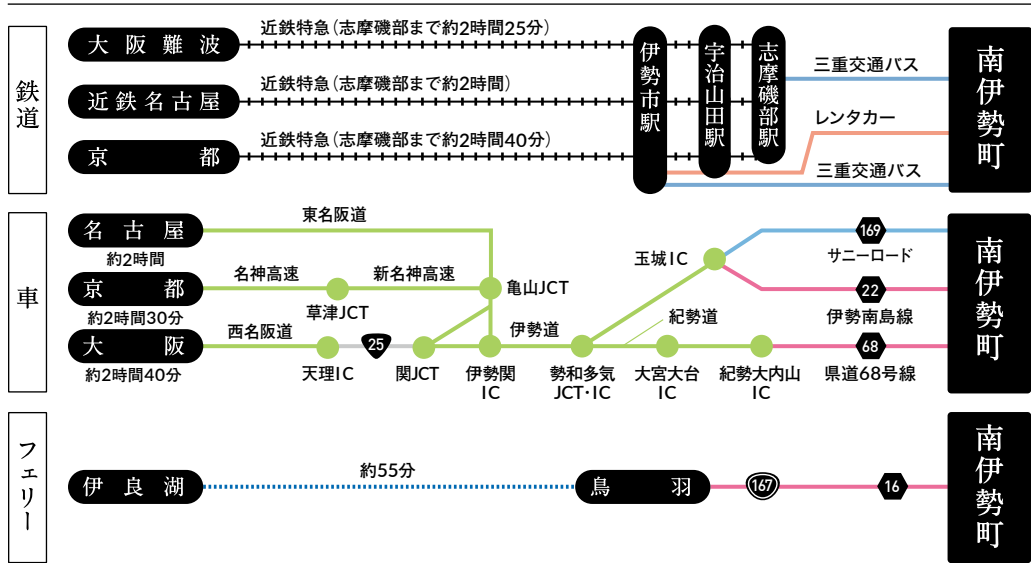 鉄道
大阪難波
近鉄特急(志摩磯部まで約2時間25分)
近鉄名古屋
近鉄特急(志摩磯部まで約2時間)
京都
近鉄特急(志摩磯部まで約2時間40分)
伊勢市駅
宇治山田駅
志摩磯部駅
三重交通バス
レンタカー
三重交通バス
南伊勢町
車
名古屋
約2時間
東名阪道
京都
約2時間30分
名神高速
草津JCT
新名神高速
亀山JCT
大阪
約2時間40分
西名阪道
天理IC
25
関JCT
伊勢関
IC
伊勢道
勢和多気
JCT・IC
紀勢道
大宮大台
IC
紀勢大内山
IC
玉城IC
169
サニーロード
22
伊勢南島線
68
県道68号線
南伊勢町
フェリー
伊良湖
約55分
鳥羽
167
16
南伊勢町